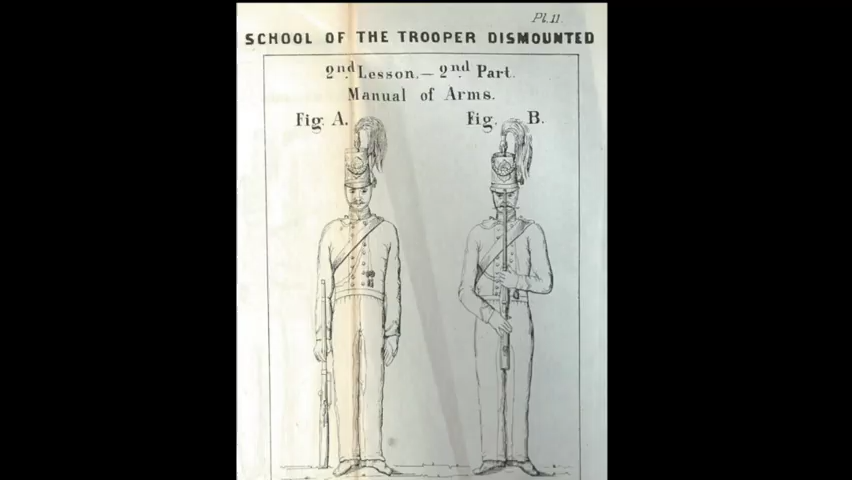 Pl. 11.
SCHOOL OF THE TROOPER DISMOUNTED
2nd Lesson.— 2nd Part.
Manual of Arms.
Fig. A. Fig. B.